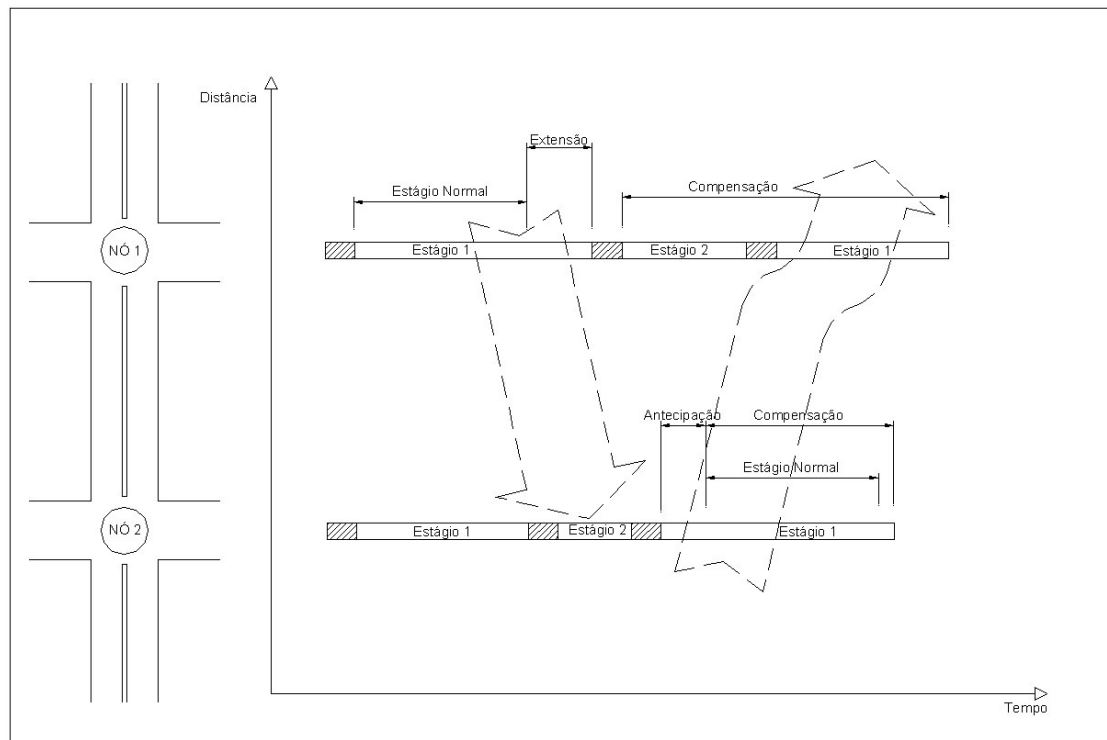 Distância
Extensão
Estágio Normal
Compensação
NÓ 1
Estágio 1
Estágio 2
Estágio 1
Antecipação
Compensação
Estágio Normal
NÓ 2
Estágio 1
Estágio 2
Estágio 1
Tempo